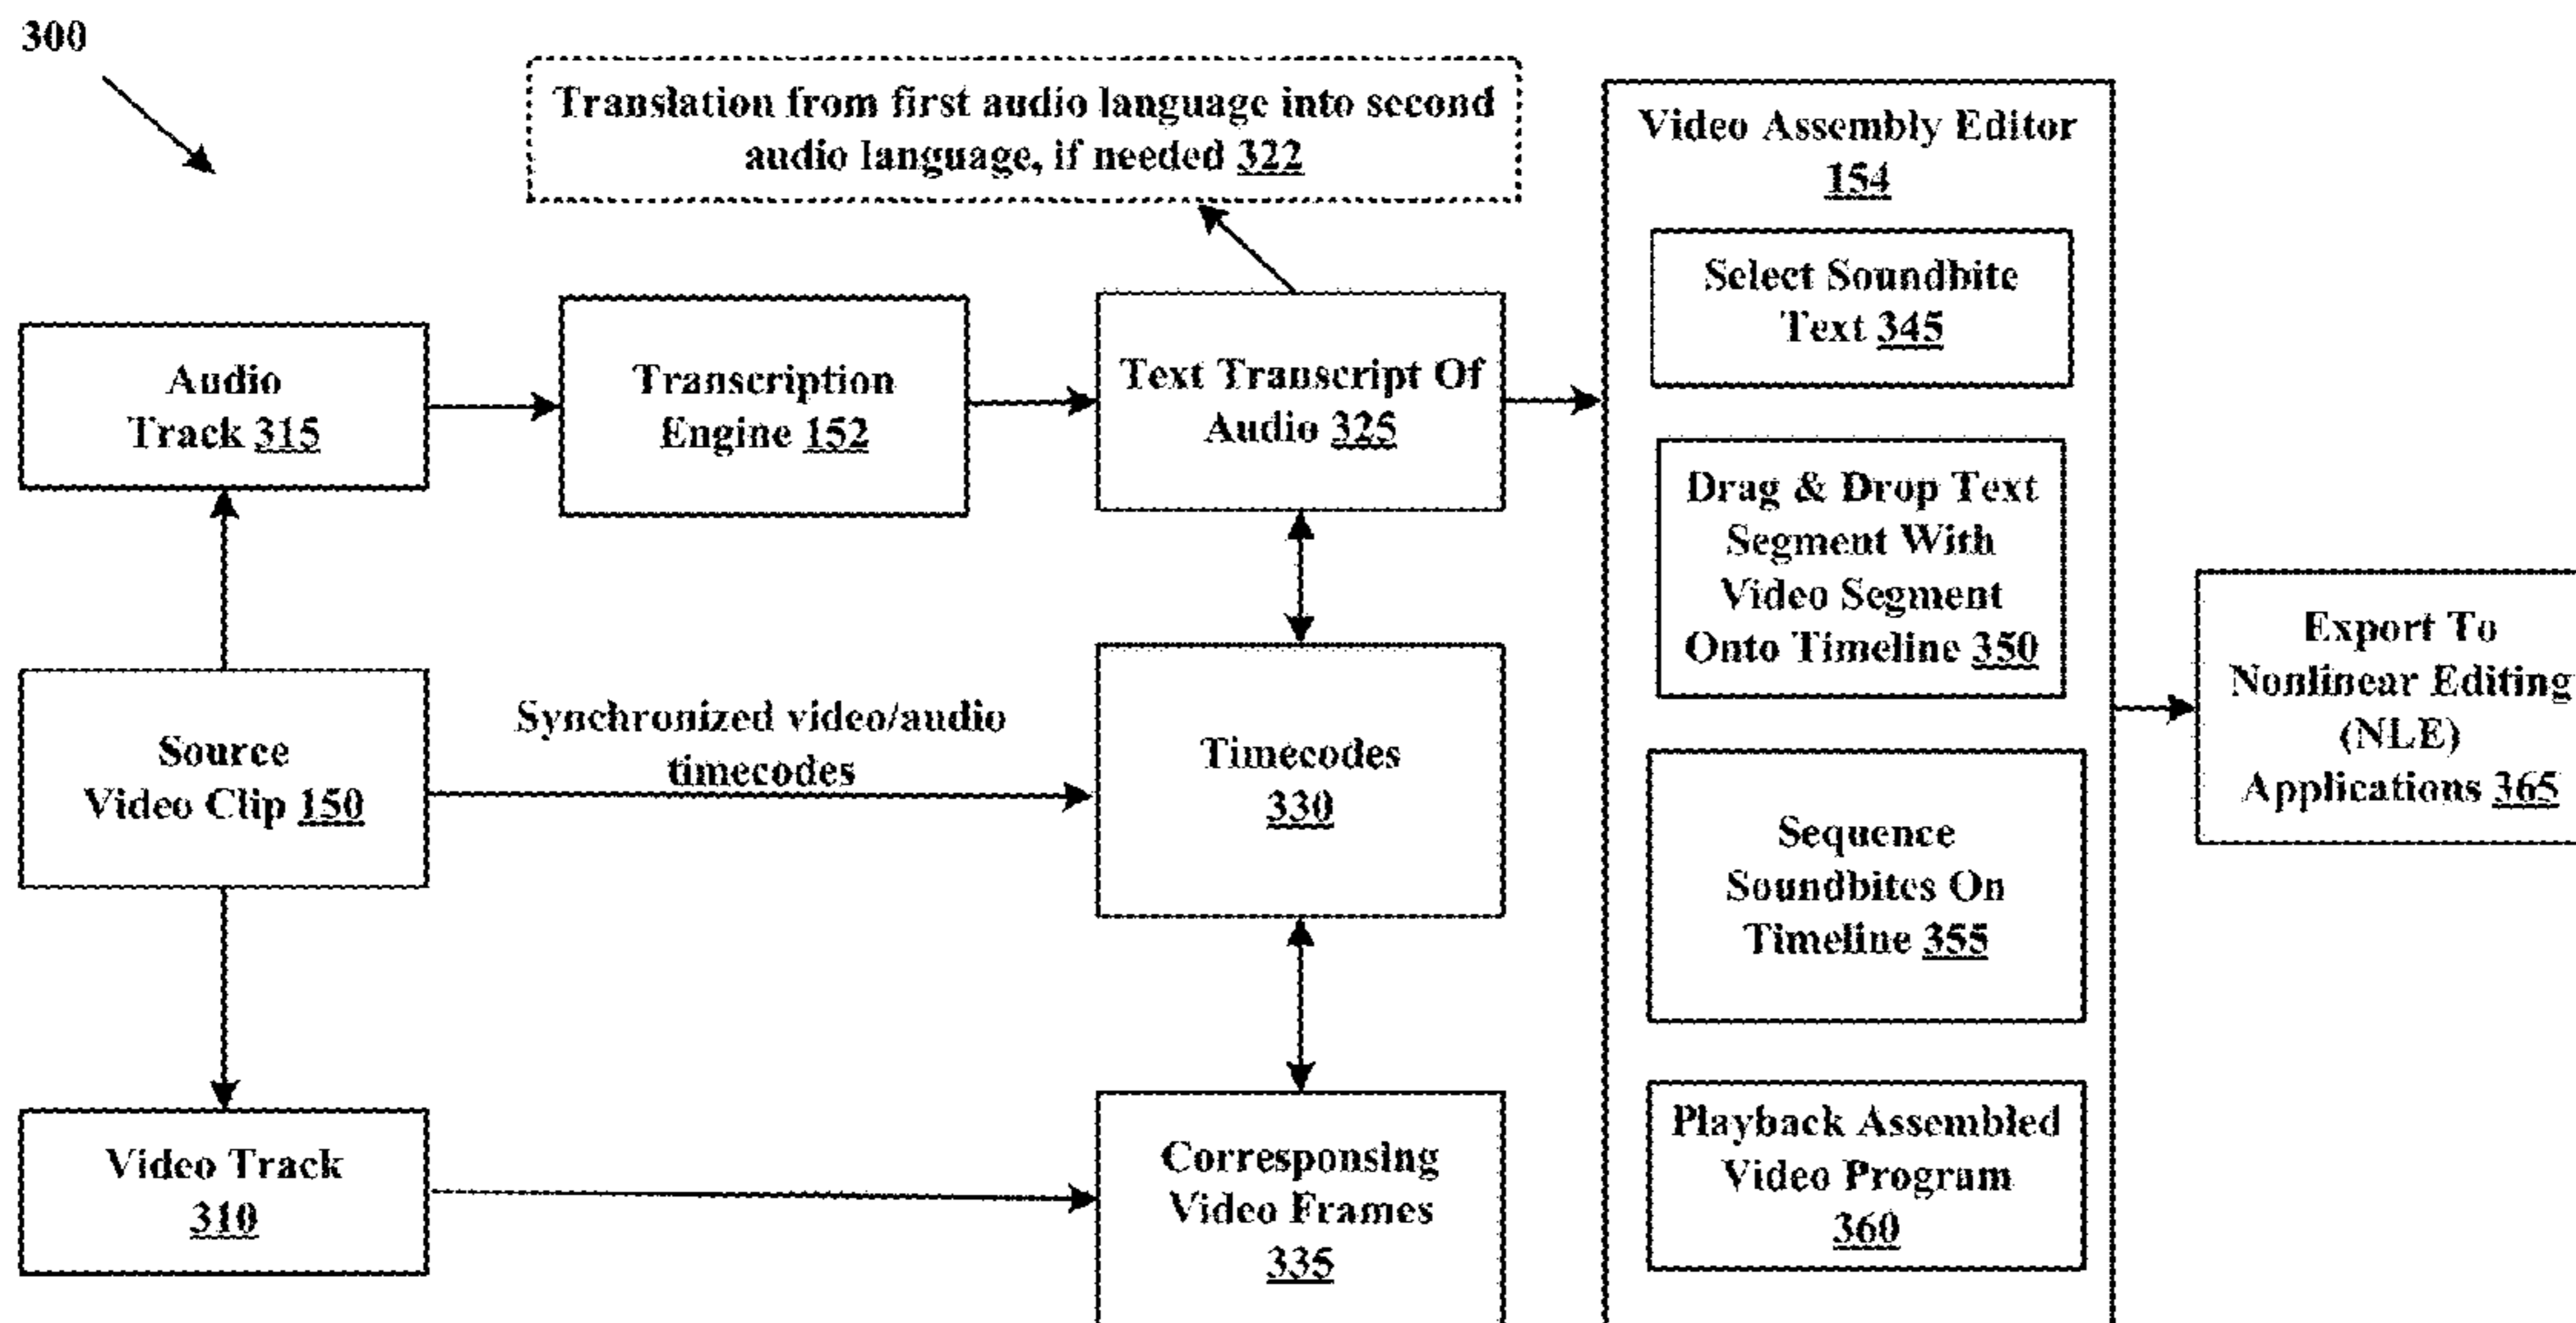 300
Translation from first audio language into second
audio language, if needed 322
Audio
Track 315
Transcription
Engine 152
Text Transcript Of
Audio 325
Source
Video Clip 150
Synchronized video/audio
timecodes
Timecodes
330
Video Track
310
Corresponsing
Video Frames
335
Video Assembly Editor
154
Select Soundbite
Text 345
Drag & Drop Text
Segment With
Video Segment
Onto Timeline 350
Sequence
Soundbites On
Timeline 355
Playback Assembled
Video Program
360
Export To
Nonlinear Editing
(NLE)
Applications 365